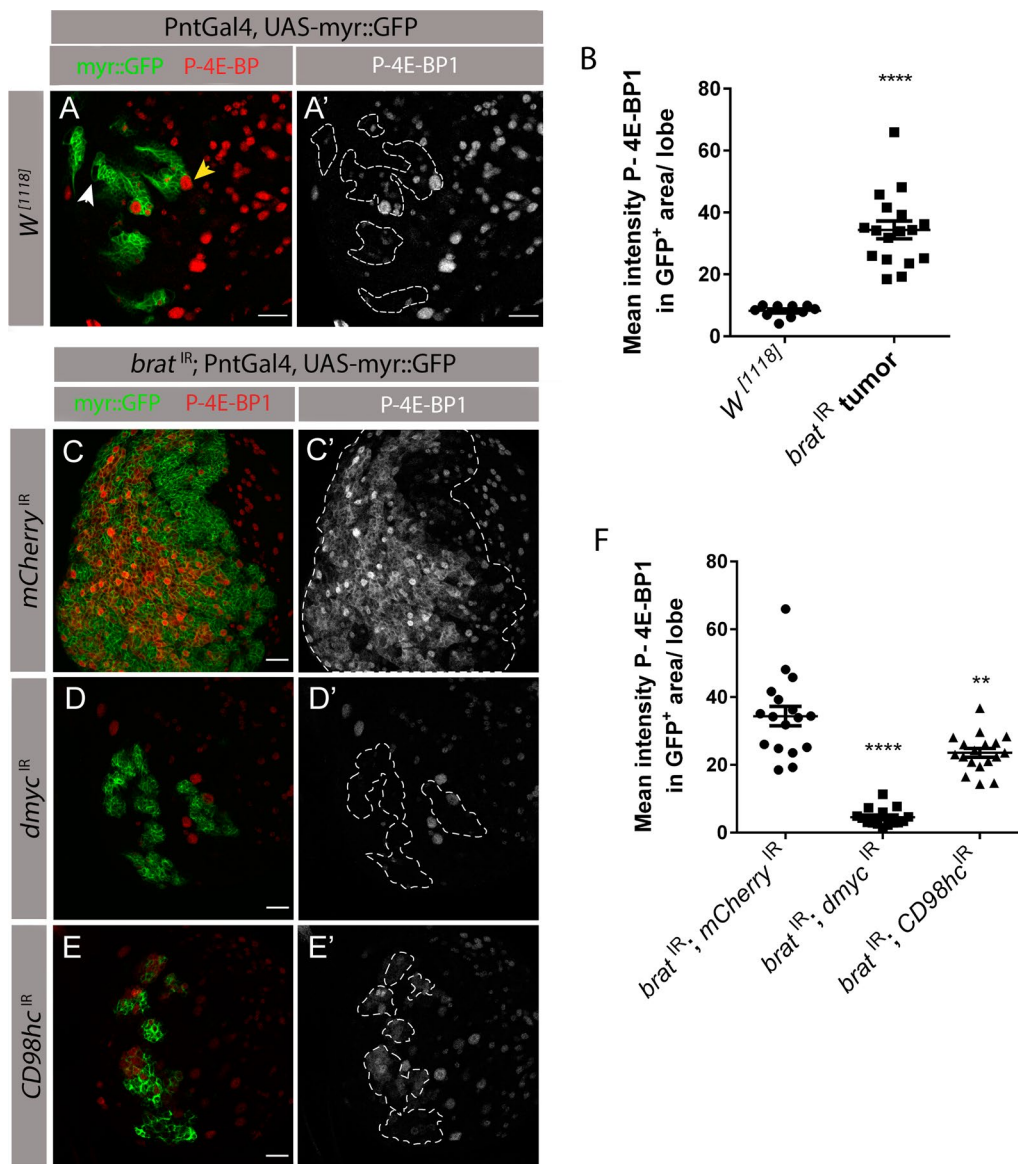 PntGal4, UAS-myr::GFP
myr::GFP P-4E-BP
P-4E-BP1
W [1118]
A
A'
B
Mean intensity P- 4E-BP1
in GFP+ area/ lobe
80
60
40
20
0
****
W [1118]
brat IR tumor
brat IR; PntGal4, UAS-myr::GFP
myr::GFP P-4E-BP1
P-4E-BP1
mCherry IR
C
C'
dmyc IR
D
D'
CD98hc IR
E
E'
F
Mean intensity P- 4E-BP1
in GFP+ area/ lobe
80
60
40
20
0
****
**
brat IR; mCherry IR
brat IR; dmyc IR
brat IR; CD98hc IR